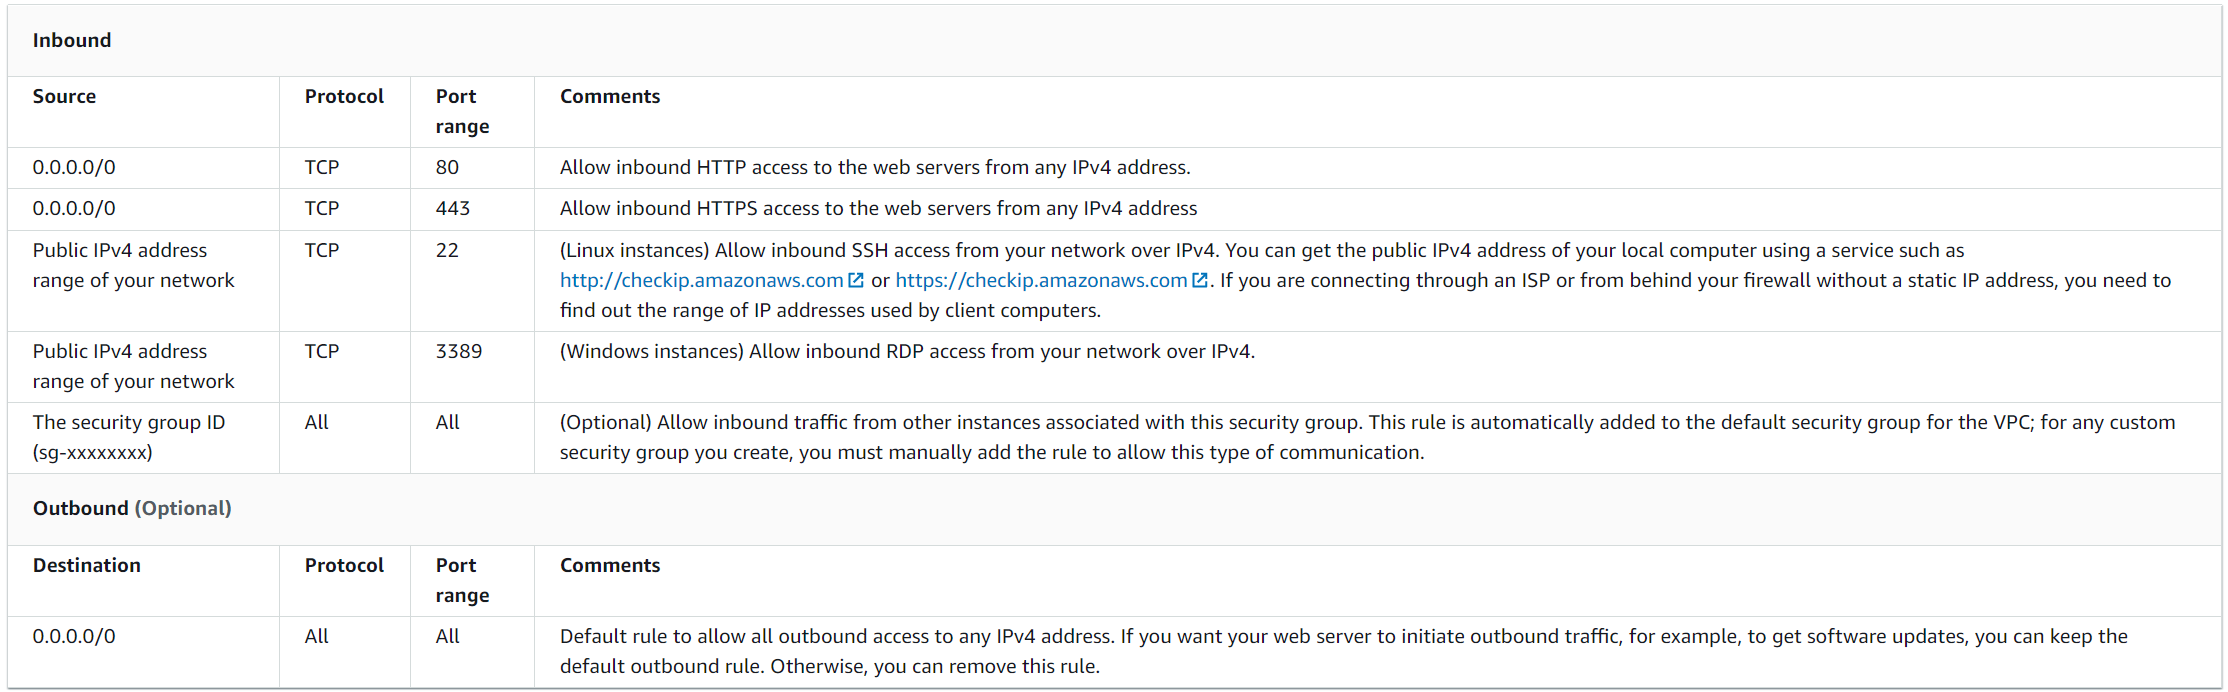 Inbound
Source Protocol Port range Comments
0.0.0.0/0 TCP 80 Allow inbound HTTP access to the web servers from any IPv4 address.
0.0.0.0/0 TCP 443 Allow inbound HTTPS access to the web servers from any IPv4 address
Public IPv4 address
range of your network
TCP 22
(Linux instances) Allow inbound SSH access from your network over IPv4. You can get the public IPv4 address of your local computer using a service such as
http://checkip.amazonaws.com or https://checkip.amazonaws.com. If you are connecting through an ISP or from behind your firewall without a static IP address, you need to
find out the range of IP addresses used by client computers.
Public IPv4 address
range of your network
TCP 3389 (Windows instances) Allow inbound RDP access from your network over IPv4.
The security group ID
(sg-xxxxxxxx)
All All
(Optional) Allow inbound traffic from other instances associated with this security group. This rule is automatically added to the default security group for the VPC; for any custom
security group you create, you must manually add the rule to allow this type of communication.
Outbound (Optional)
Destination Protocol Port range Comments
0.0.0.0/0 All All
Default rule to allow all outbound access to any IPv4 address. If you want your web server to initiate outbound traffic, for example, to get software updates, you can keep the
default outbound rule. Otherwise, you can remove this rule.